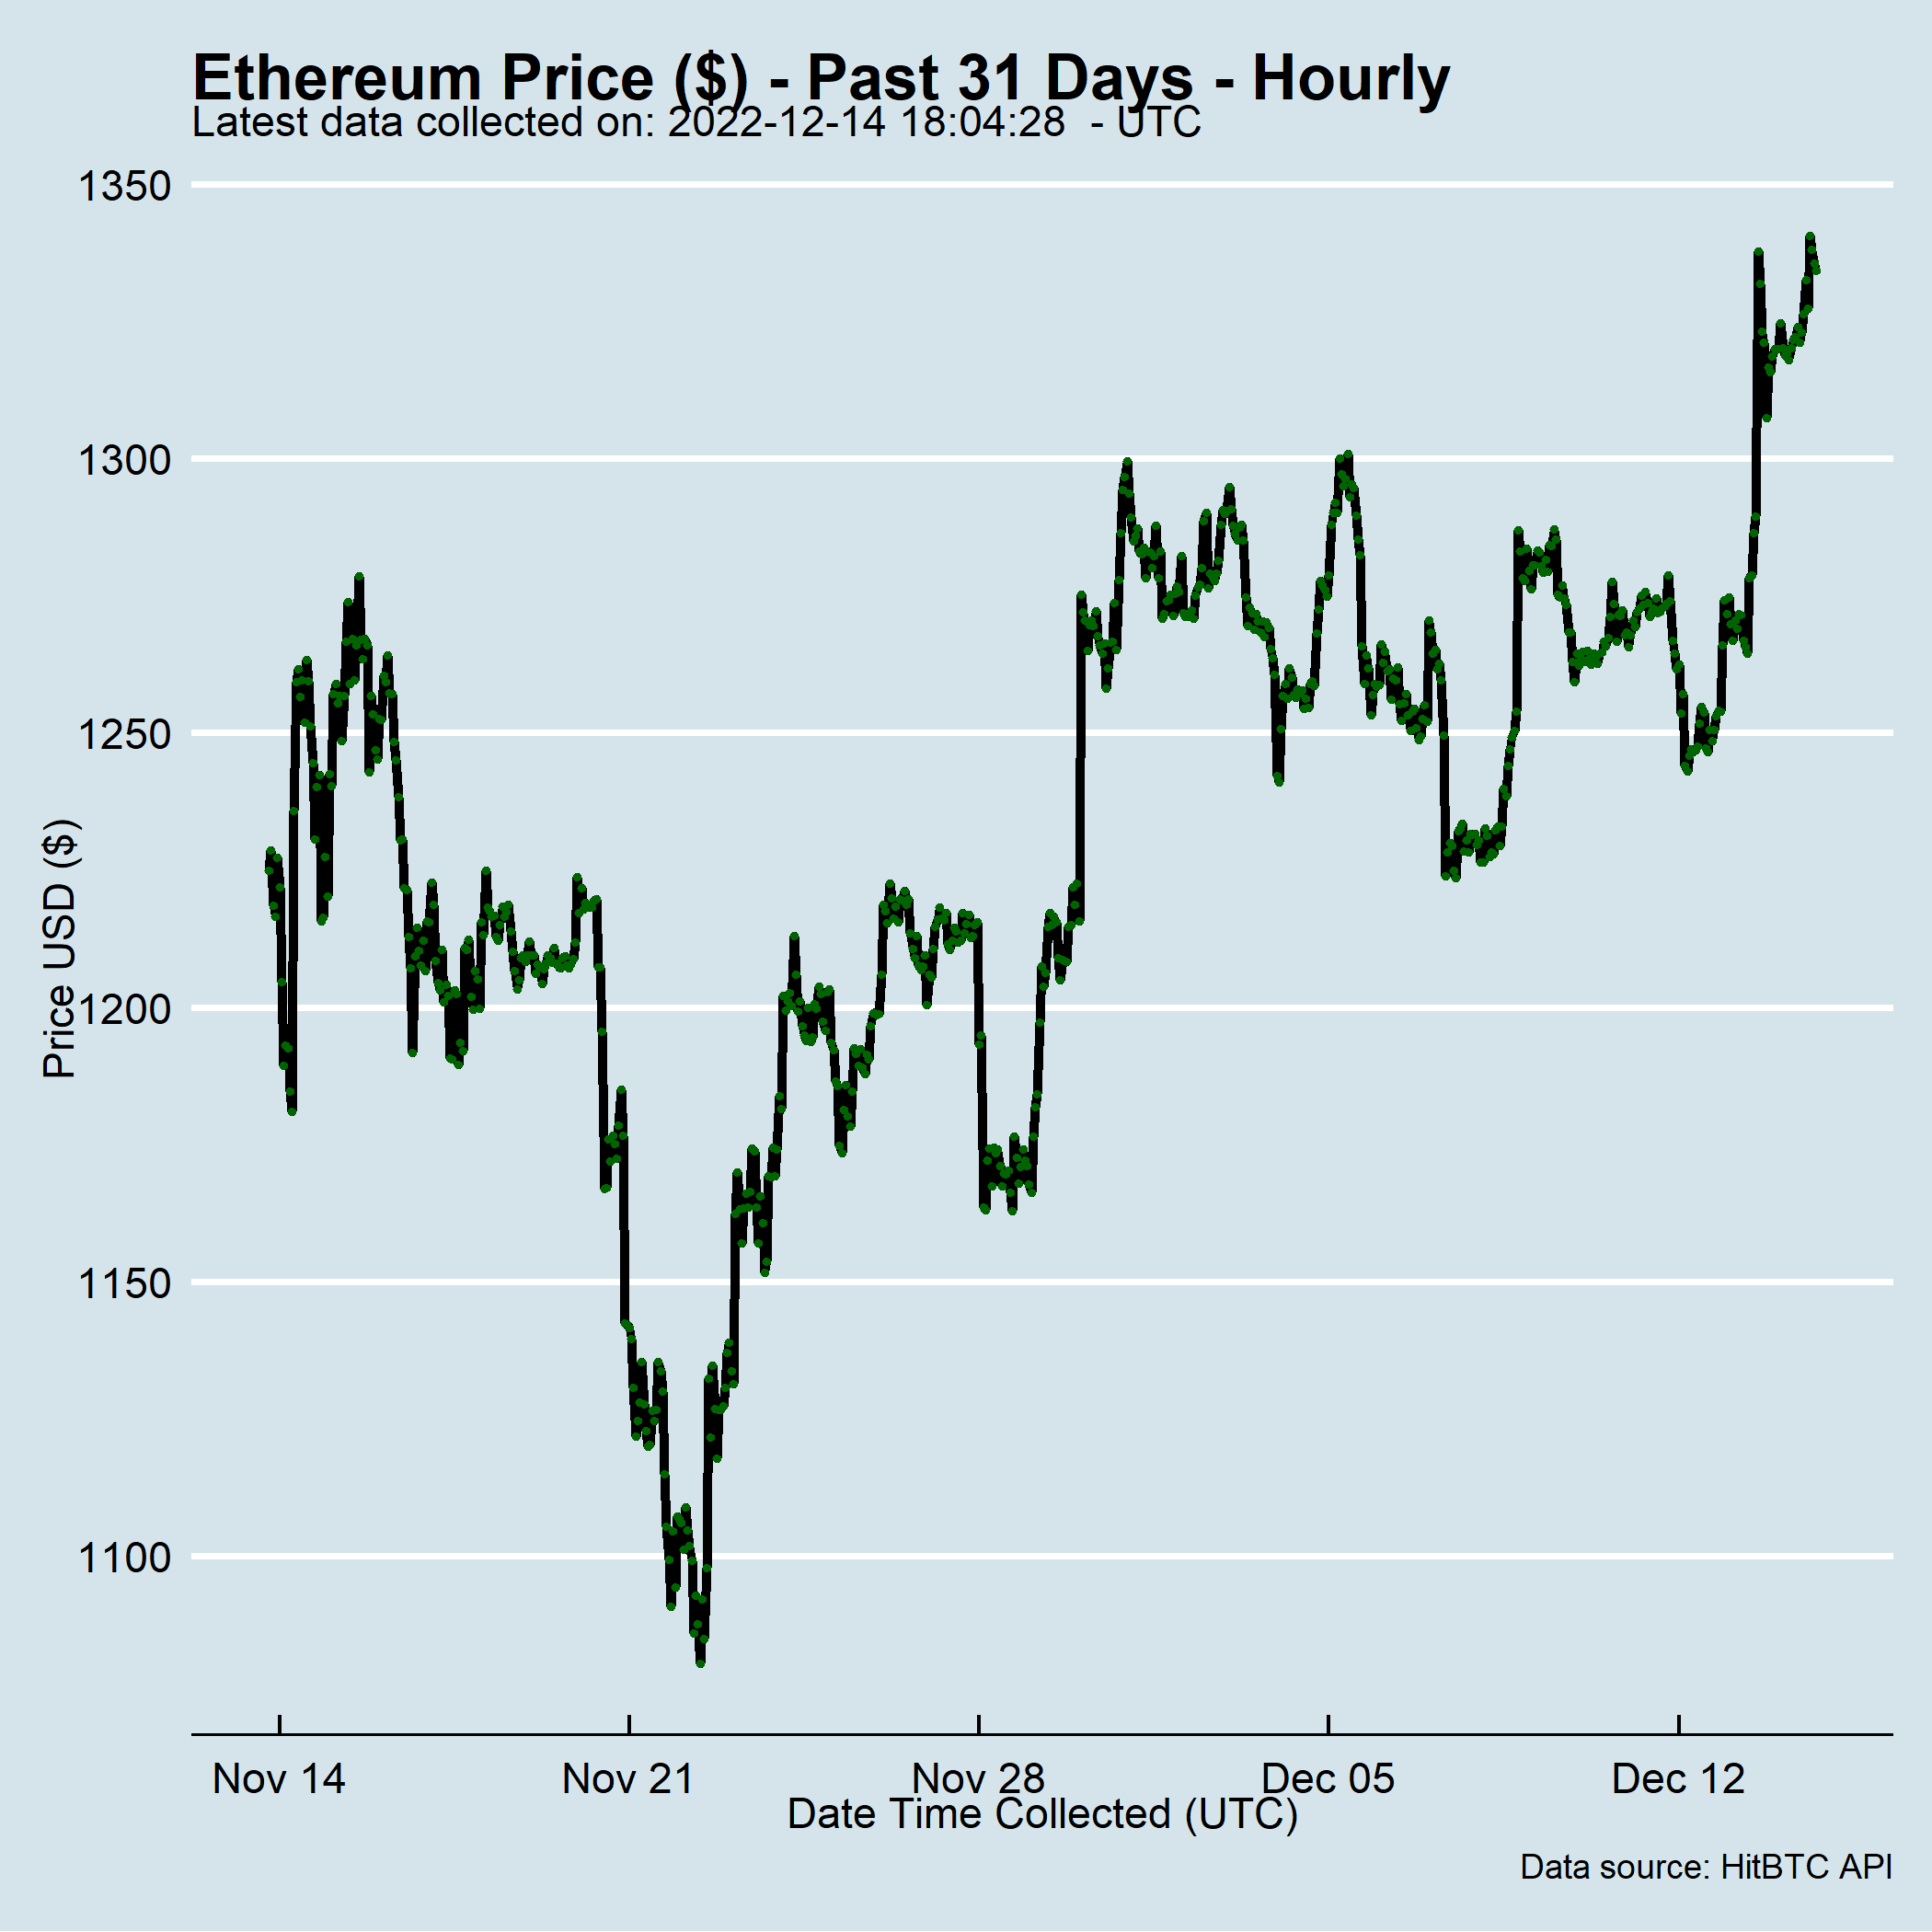 Ethereum Price ($) - Past 31 Days - Hourly
Latest data collected on: 2022-12-14 18:04:28  - UTC
1350
1300
1250
1200
1150
1100
Price USD ($)
Nov 14
Nov 21
Nov 28
Dec 05
Dec 12
Date Time Collected (UTC)
Data source: HitBTC API